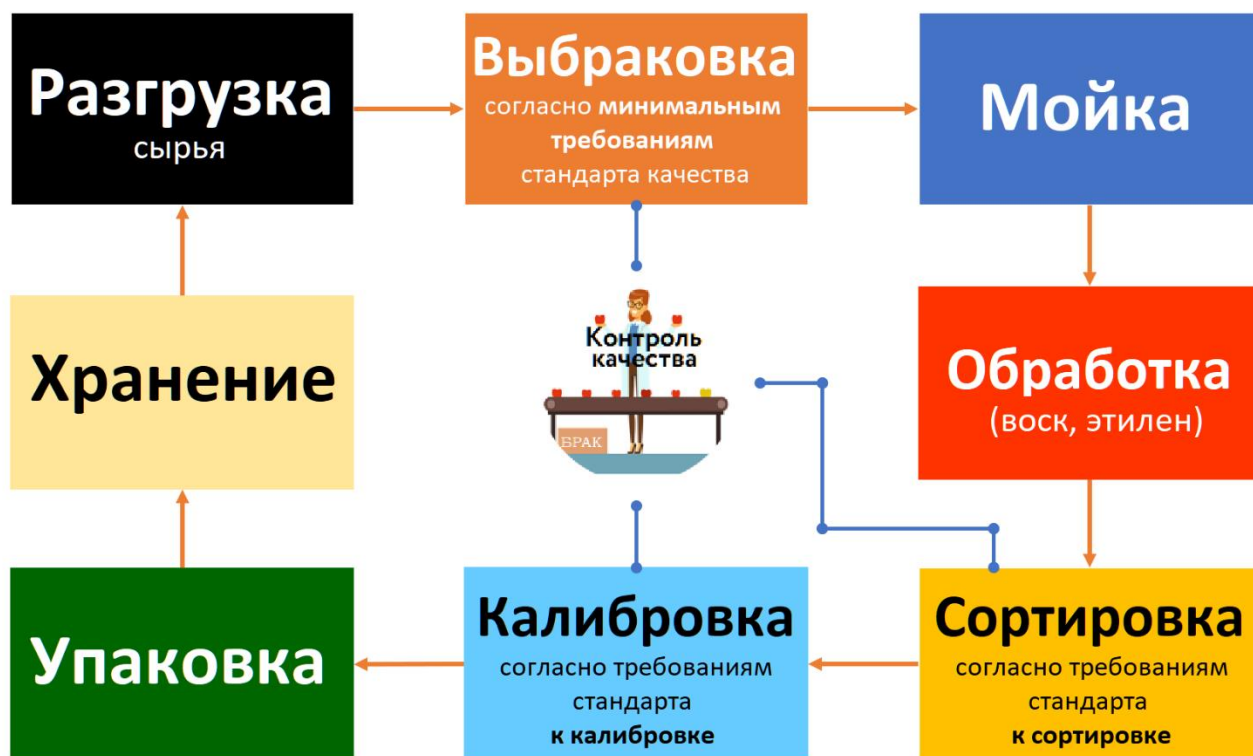 Разгрузка
сырья
Выбраковка
согласно минимальным
требованиям
стандарта качества
Мойка
Хранение
Контроль
качества
БРАК
Обработка
(воск, этилен)
Упаковка
Калибровка
согласно требованиям
стандарта
к калибровке
Сортировка
согласно требованиям
стандарта
к сортировке